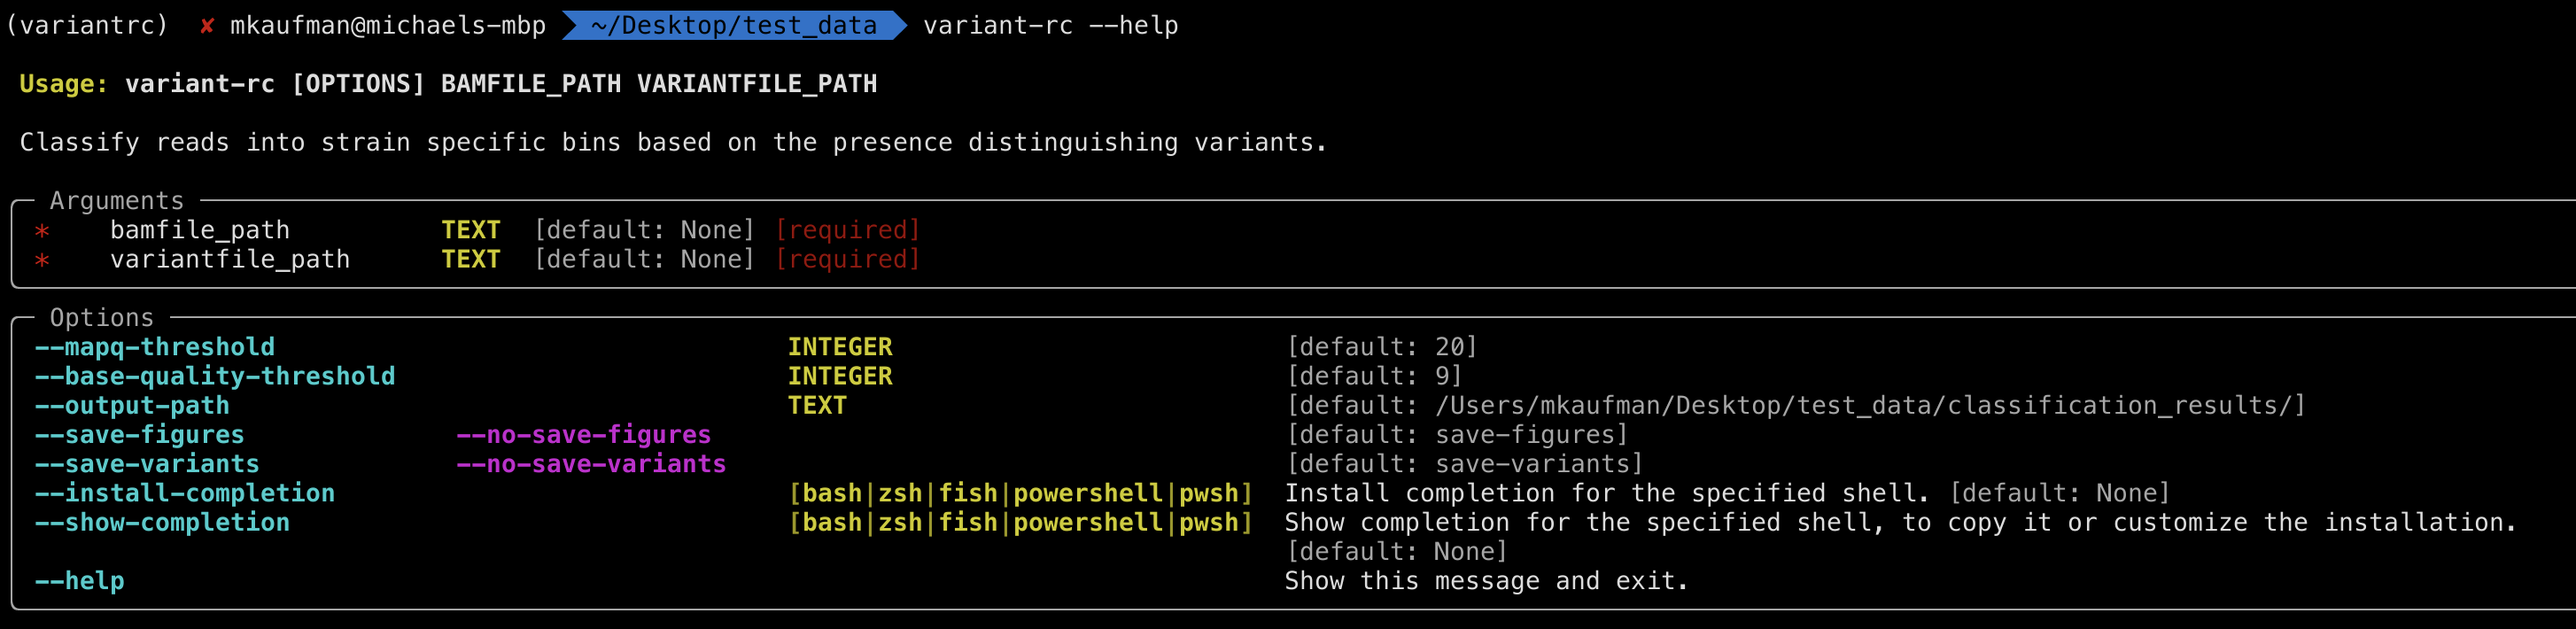 (variantrc) ✘ mkaufman@michaels-mbp ~/Desktop/test_data variant-rc --help
Usage: variant-rc [OPTIONS] BAMFILE_PATH VARIANTFILE_PATH
Classify reads into strain specific bins based on the presence distinguishing variants.
Arguments
* bamfile_path TEXT [default: None] [required]
* variantfile_path TEXT [default: None] [required]
Options
--mapq-threshold INTEGER [default: 20]
--base-quality-threshold INTEGER [default: 9]
--output-path TEXT [default: /Users/mkaufman/Desktop/test_data/classification_results/]
--save-figures --no-save-figures [default: save-figures]
--save-variants --no-save-variants [default: save-variants]
--install-completion [bash|zsh|fish|powershell|pwsh] Install completion for the specified shell. [default: None]
--show-completion [bash|zsh|fish|powershell|pwsh] Show completion for the specified shell, to copy it or customize the installation.
[default: None]
--help Show this message and exit.